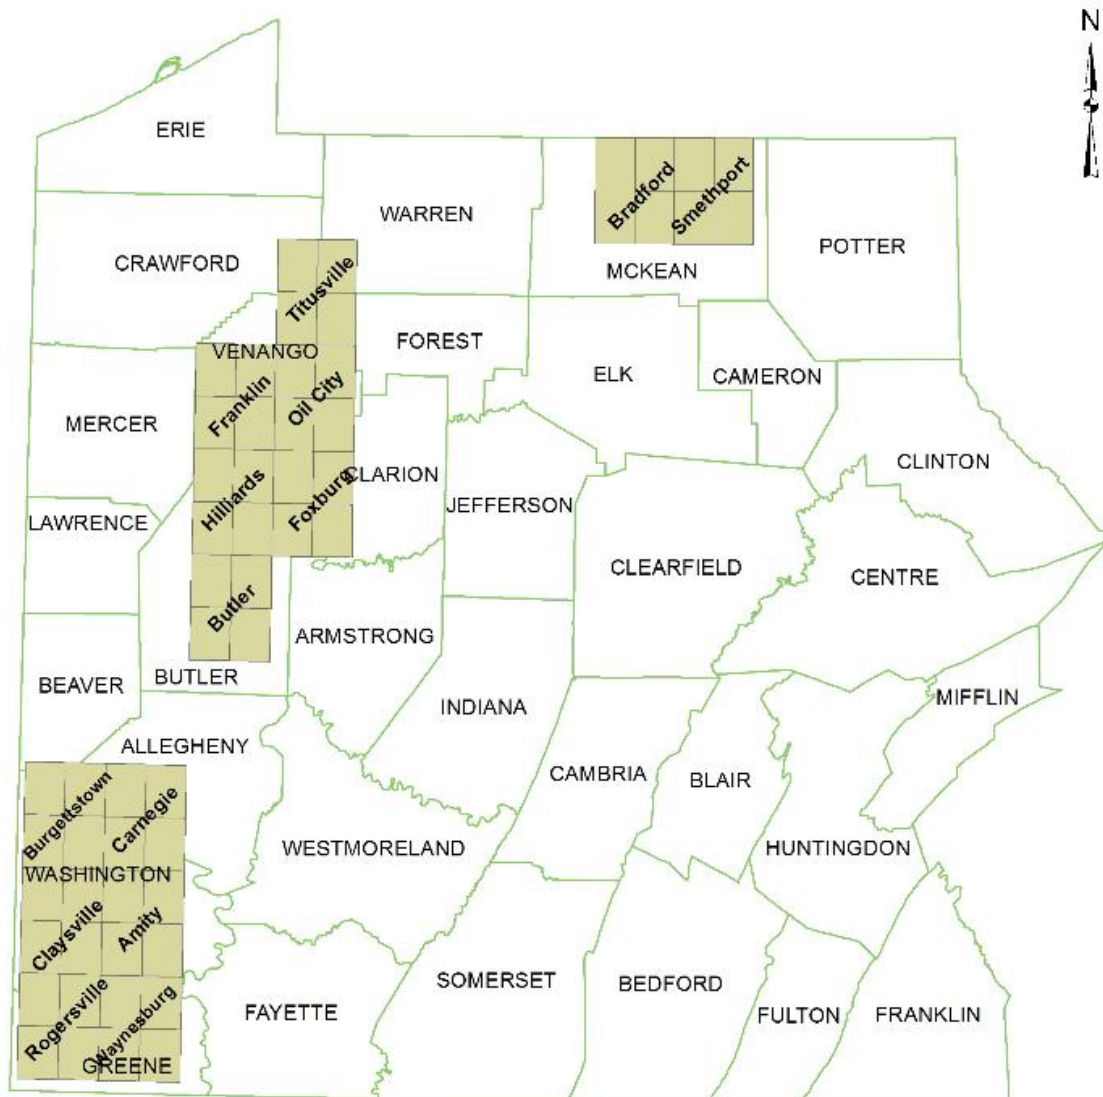 N
ERIE
Bradford
Smethport
WARREN
POTTER
CRAWFORD
MCKEAN
Titusville
VENANGO
FOREST
ELK
CAMERON
Franklin
Oil City
MERCER
CLARION
CLINTON
Hilliards
Foxburg
JEFFERSON
LAWRENCE
CLEARFIELD
CENTRE
Butler
ARMSTRONG
BEAVER
BUTLER
INDIANA
MIFFLIN
ALLEGHENY
CAMBRIA
BLAIR
Burgettstown
Carnegie
WESTMORELAND
HUNTINGDON
WASHINGTON
Claysville
Amity
SOMERSET
BEDFORD
FAYETTE
FULTON
FRANKLIN
Rogersville
Waynesburg
GREENE